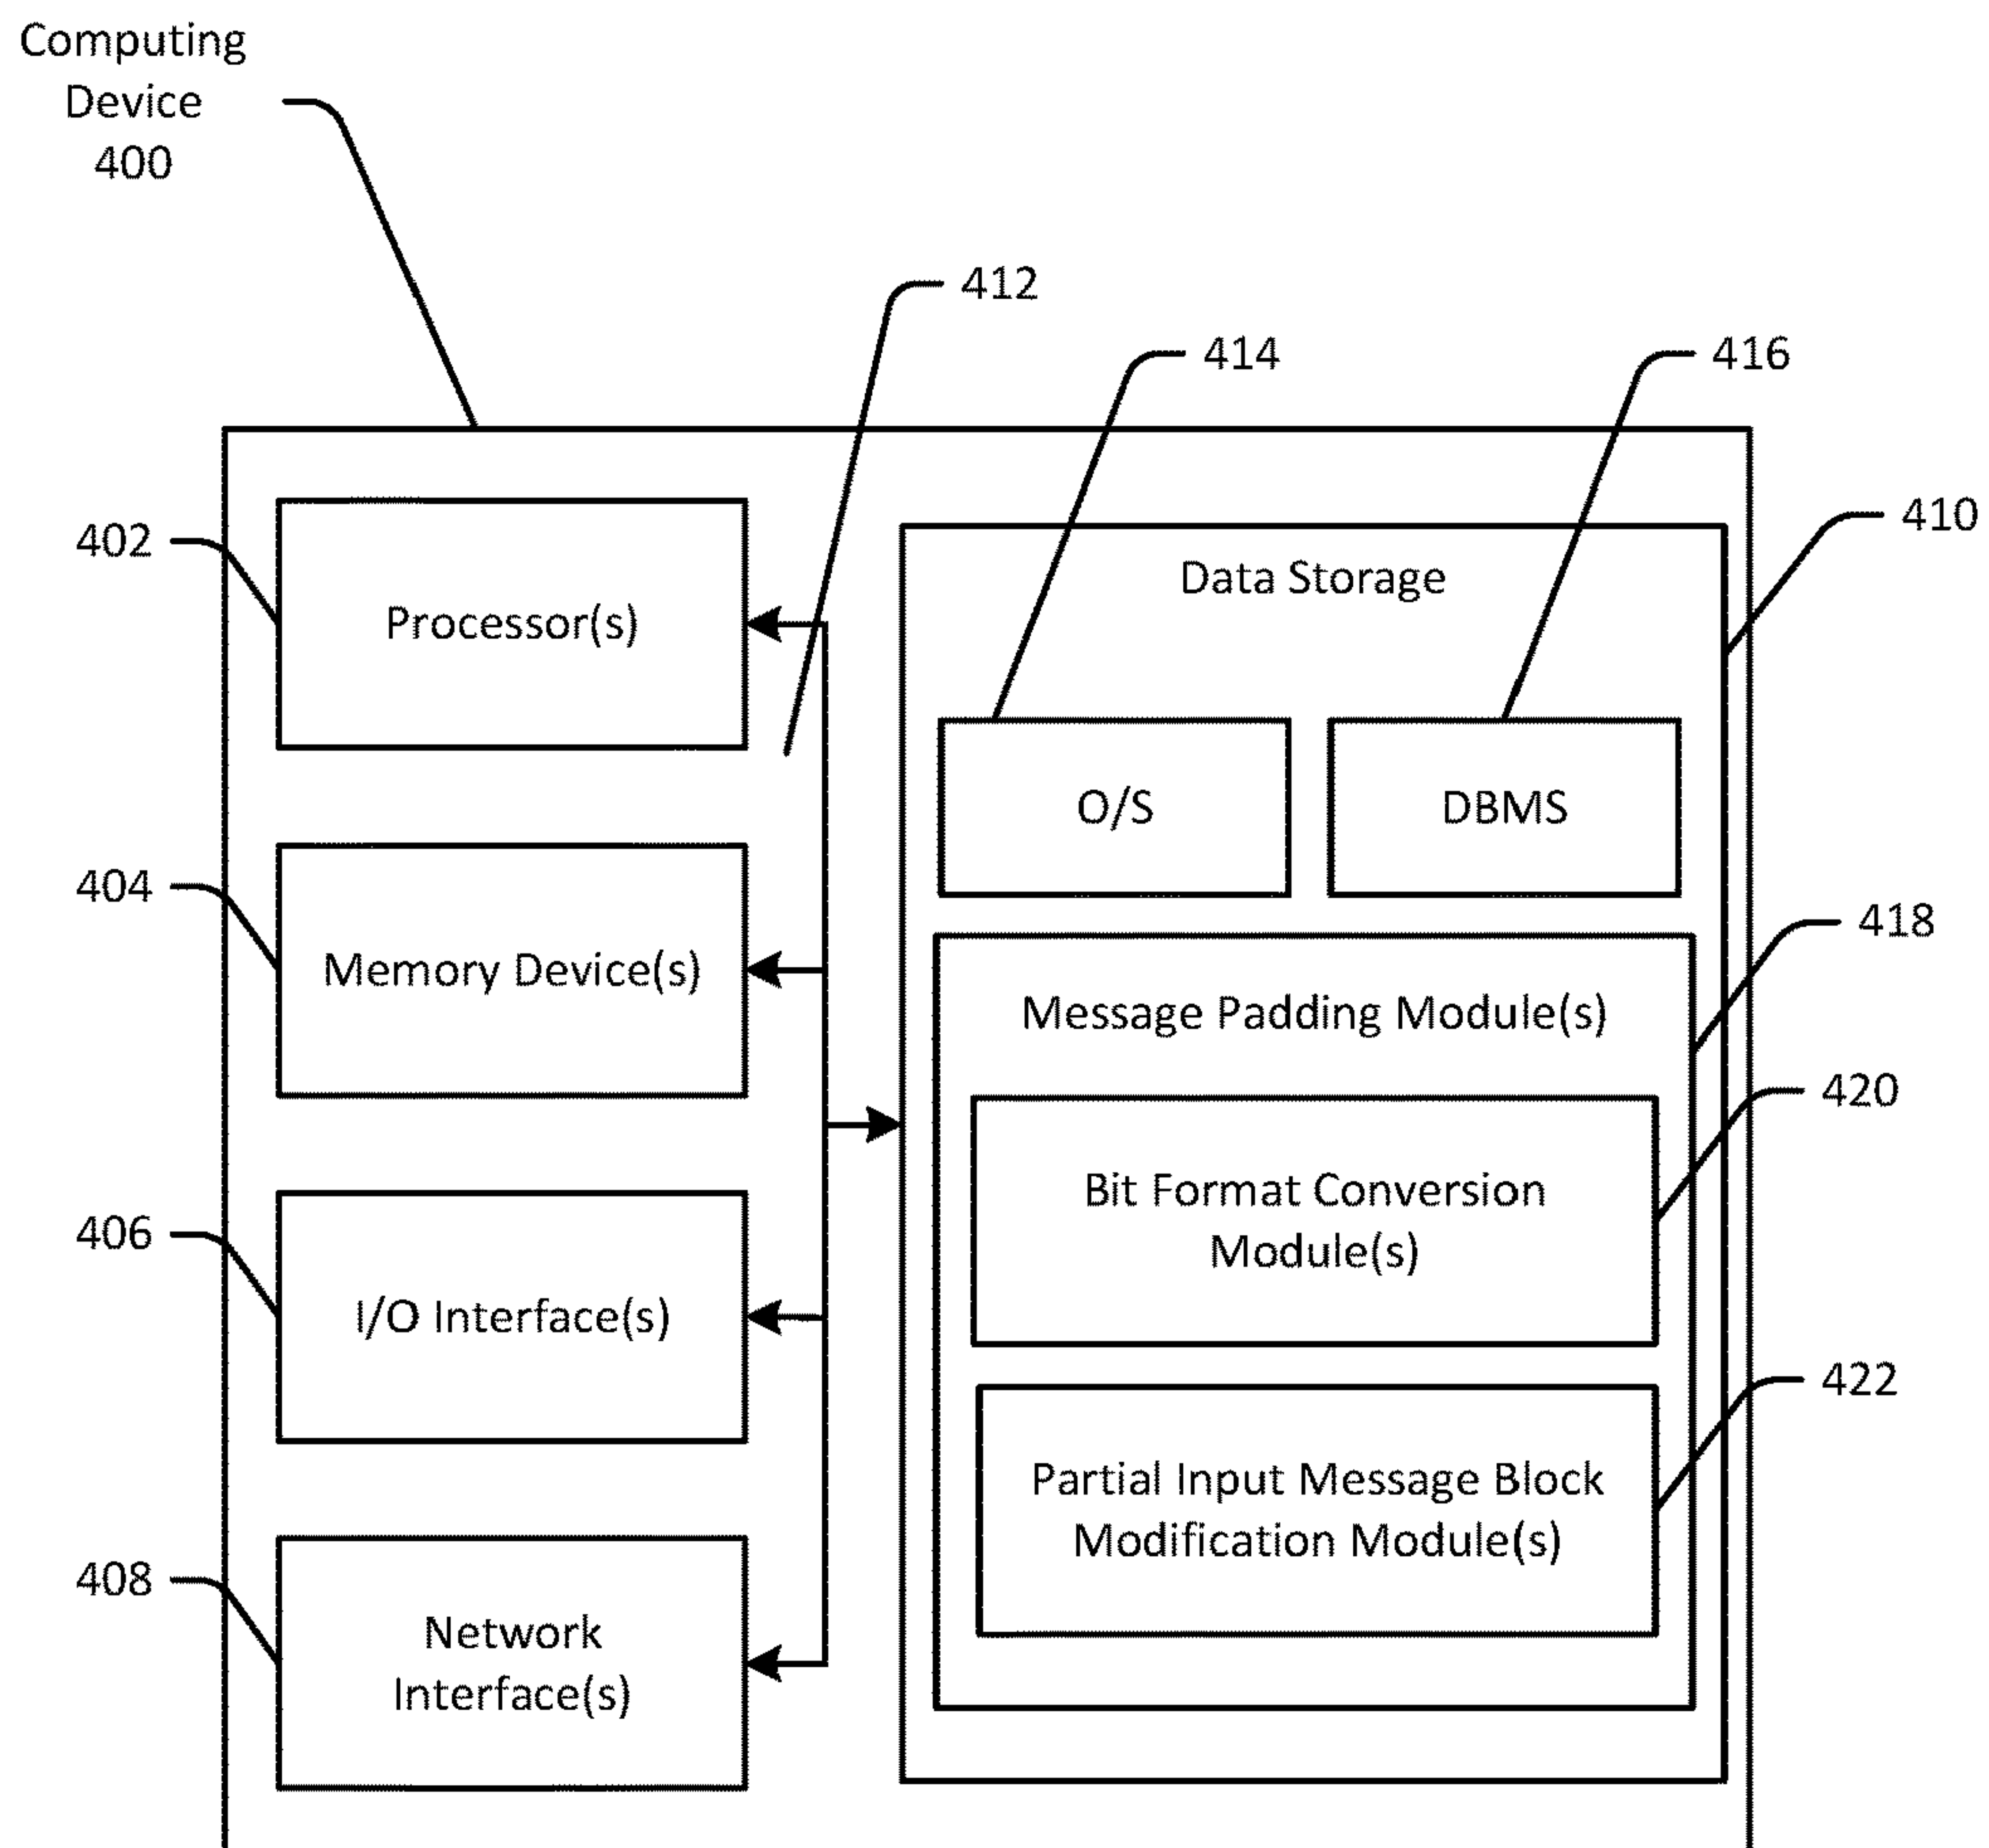 Computing
Device
400
412
414
416
410
402
Processor(s)
Data Storage
O/S
DBMS
404
Memory Device(s)
418
Message Padding Module(s)
420
Bit Format Conversion
Module(s)
406
I/O Interface(s)
422
Partial Input Message Block
Modification Module(s)
408
Network
Interface(s)